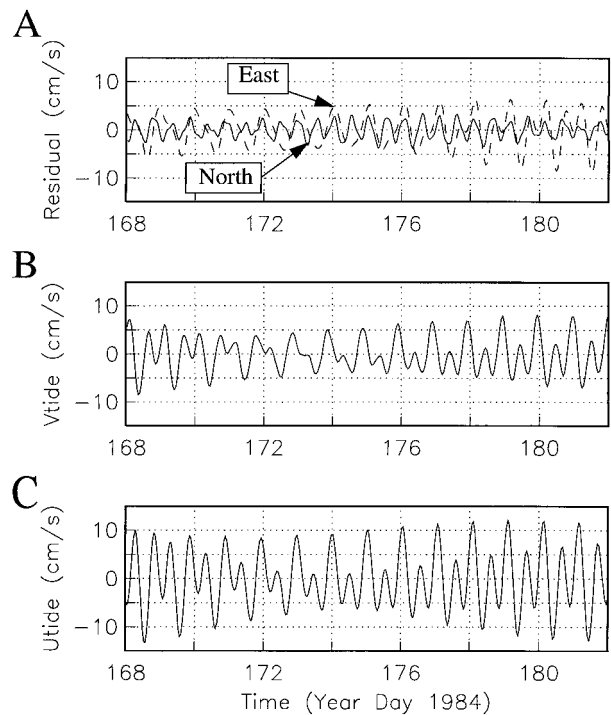 A
Residual (cm/s)
10
0
−10
East
North
168
172
176
180
B
Vtide (cm/s)
10
0
−10
168
172
176
180
C
Utide (cm/s)
10
0
−10
168
172
176
180
Time (Year Day 1984)